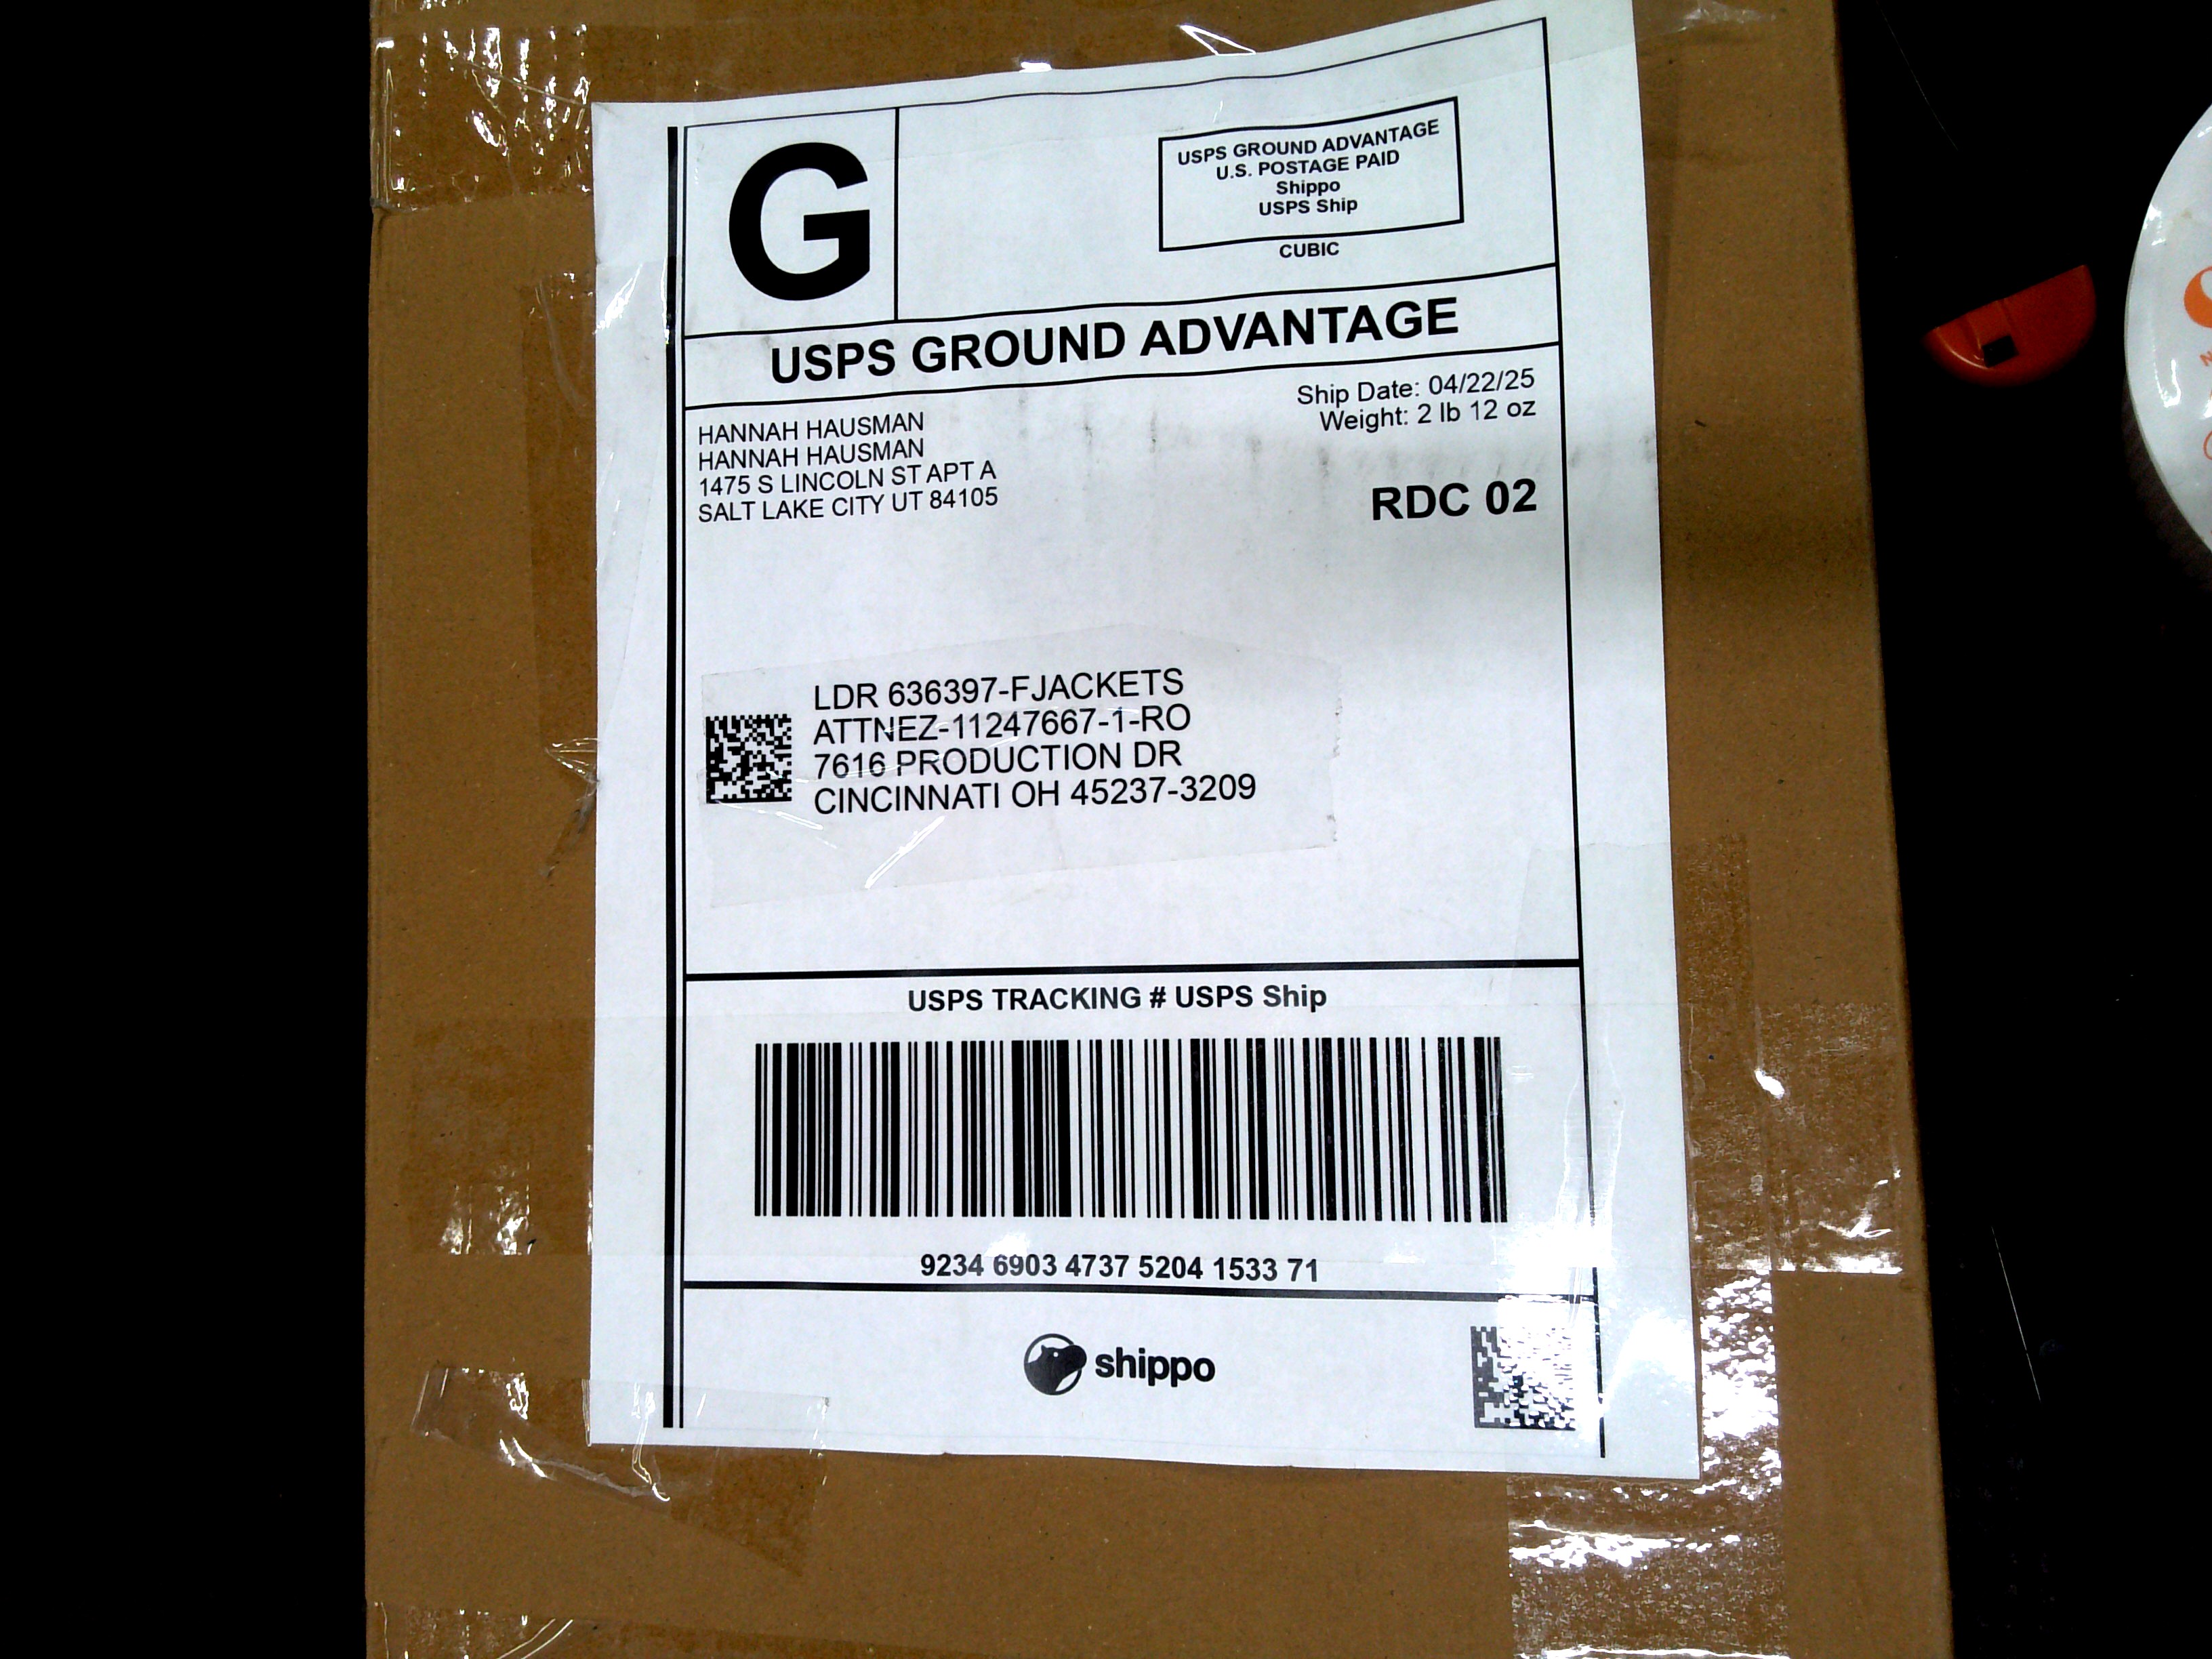 G
USPS GROUND ADVANTAGE
U.S. POSTAGE PAID
Shippo
USPS Ship
CUBIC
USPS GROUND ADVANTAGE
Ship Date: 04/22/25
Weight: 2 lb 12 oz
HANNAH HAUSMAN
HANNAH HAUSMAN
1475 S LINCOLN ST APT A
SALT LAKE CITY UT 84105
RDC 02
LDR 636397-FJACKETS
ATTNEZ-11247667-1-RO
7616 PRODUCTION DR
CINCINNATI OH 45237-3209
USPS TRACKING # USPS Ship
9234 6903 4737 5204 1533 71
shippo